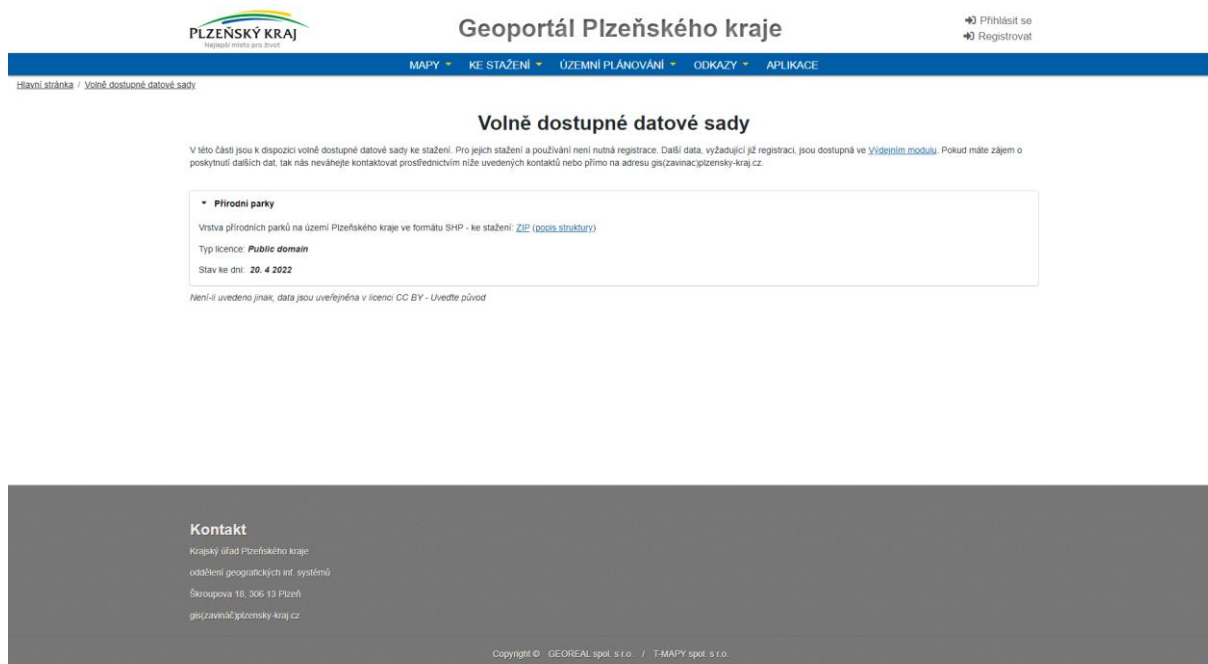 PLZEŇSKÝ KRAJ
Nejlepší místo pro život
Geoportál Plzeňského kraje
Přihlásit se
Registrovat
MAPY KE STAŽENÍ ÚZEMNÍ PLÁNOVÁNÍ ODKAZY APLIKACE
Hlavní stránka / Volně dostupné datové sady
Volně dostupné datové sady
V této části jsou k dispozici volně dostupné datové sady ke stažení. Pro jejich stažení a používání není nutná registrace. Další data, vyžadující již registraci, jsou dostupná ve Výdejním modulu. Pokud máte zájem o
poskytnutí dalších dat, tak nás neváhejte kontaktovat prostřednictvím níže uvedených kontaktů nebo přímo na adresu gis(zavinac)plzensky-kraj.cz.
Přírodní parky
Vrstva přírodních parků na území Plzeňského kraje ve formátu SHP - ke stažení: ZIP (popis struktury)
Typ licence: Public domain
Stav ke dni: 20. 4 2022
Není-li uvedeno jinak, data jsou uveřejněna v licenci CC BY - Uveďte původ
Kontakt
Krajský úřad Plzeňského kraje
oddělení geografických inf. systémů
Škroupova 18, 306 13 Plzeň
gis(zavináč)plzensky-kraj.cz
Copyright © GEOREAL spol. s r.o. / T-MAPY spol. s r.o.